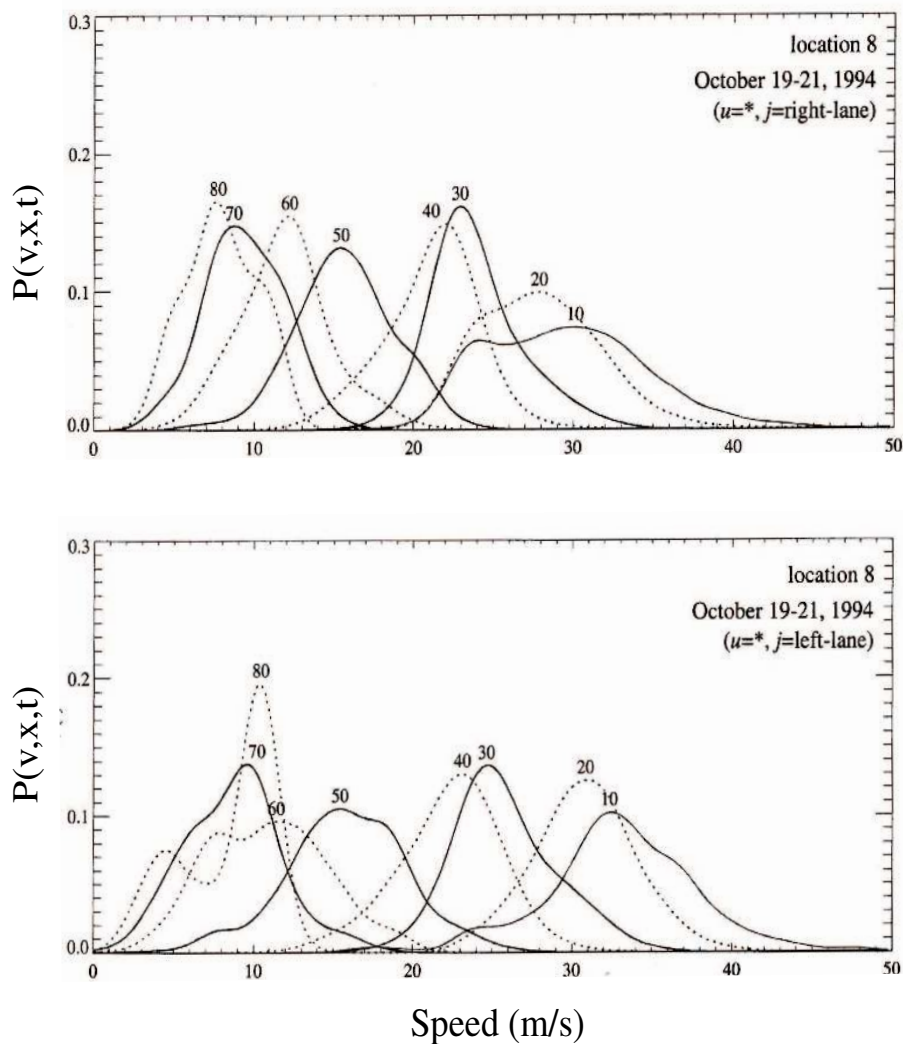 0.3
location 8
October 19-21, 1994
(u=*, j=right-lane)
0.2
80
70
60
50
40
30
20
10
0.1
0.0
P(v,x,t)
0 10 20 30 40 50
0.3
location 8
October 19-21, 1994
(u=*, j=left-lane)
0.2
80
70
60
50
40
30
20
10
0.1
0.0
P(v,x,t)
0 10 20 30 40 50
Speed (m/s)